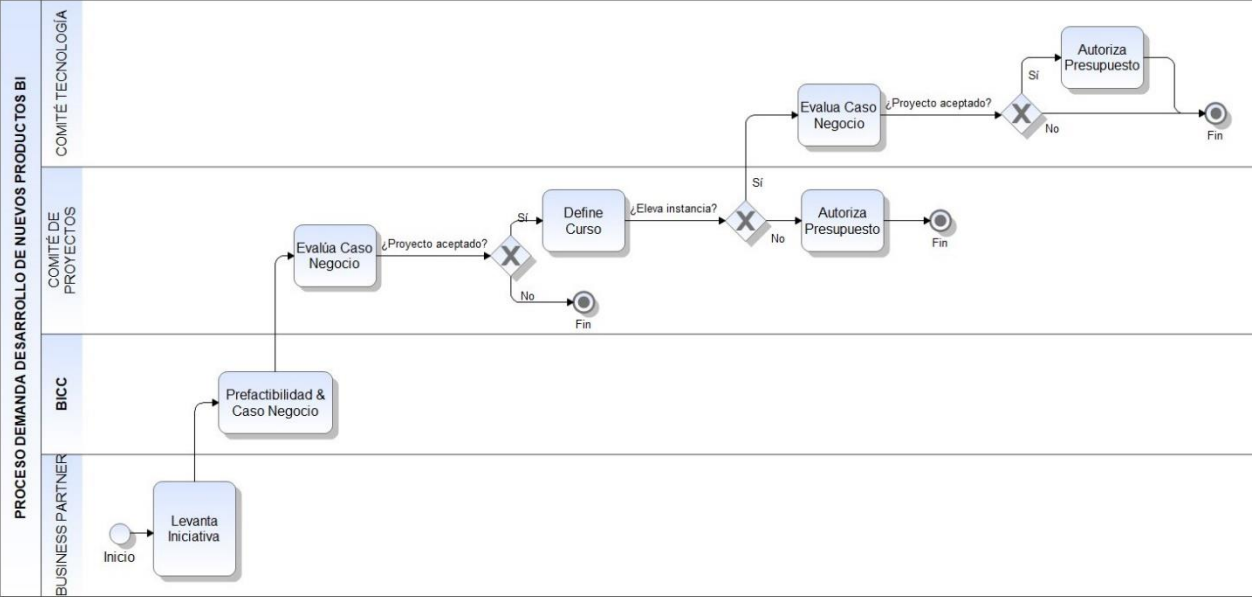 PROCESO DEMANDA DESARROLLO DE NUEVOS PRODUCTOS BI
COMITÉ TECNOLOGÍA
Evalua Caso
Negocio
¿Proyecto aceptado?
Sí
No
Autoriza
Presupuesto
Fin
COMITÉ DE
PROYECTOS
Evalúa Caso
Negocio
¿Proyecto aceptado?
Sí
No
Fin
Define
Curso
¿Eleva instancia?
Sí
No
Autoriza
Presupuesto
Fin
BICC
Prefactibilidad &
Caso Negocio
BUSINESS PARTNER
Inicio
Levanta
Iniciativa